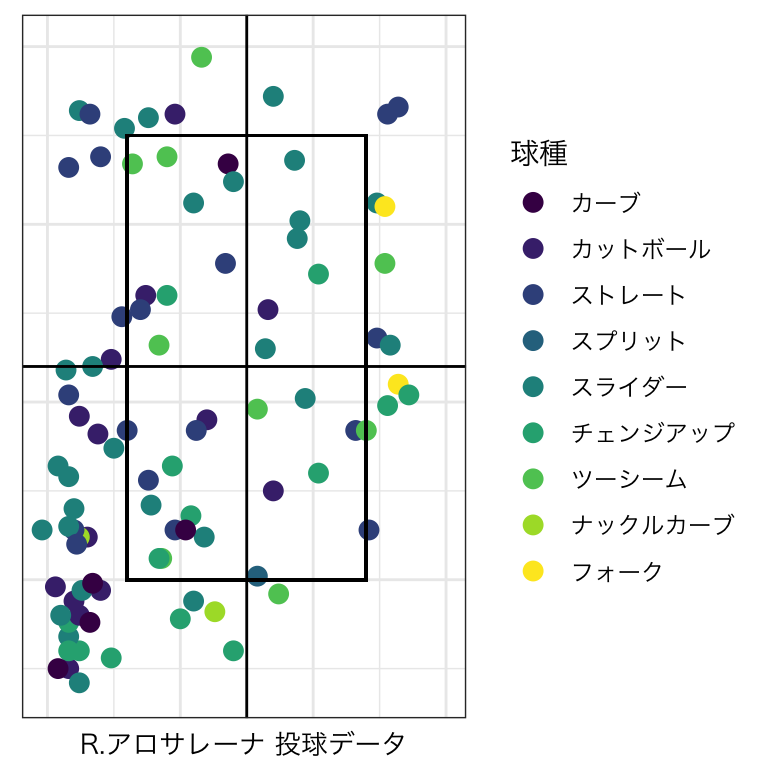 球種
カーブ
カットボール
ストレート
スプリット
スライダー
チェンジアップ
ツーシーム
ナックルカーブ
フォーク
R.アロサレーナ 投球データ